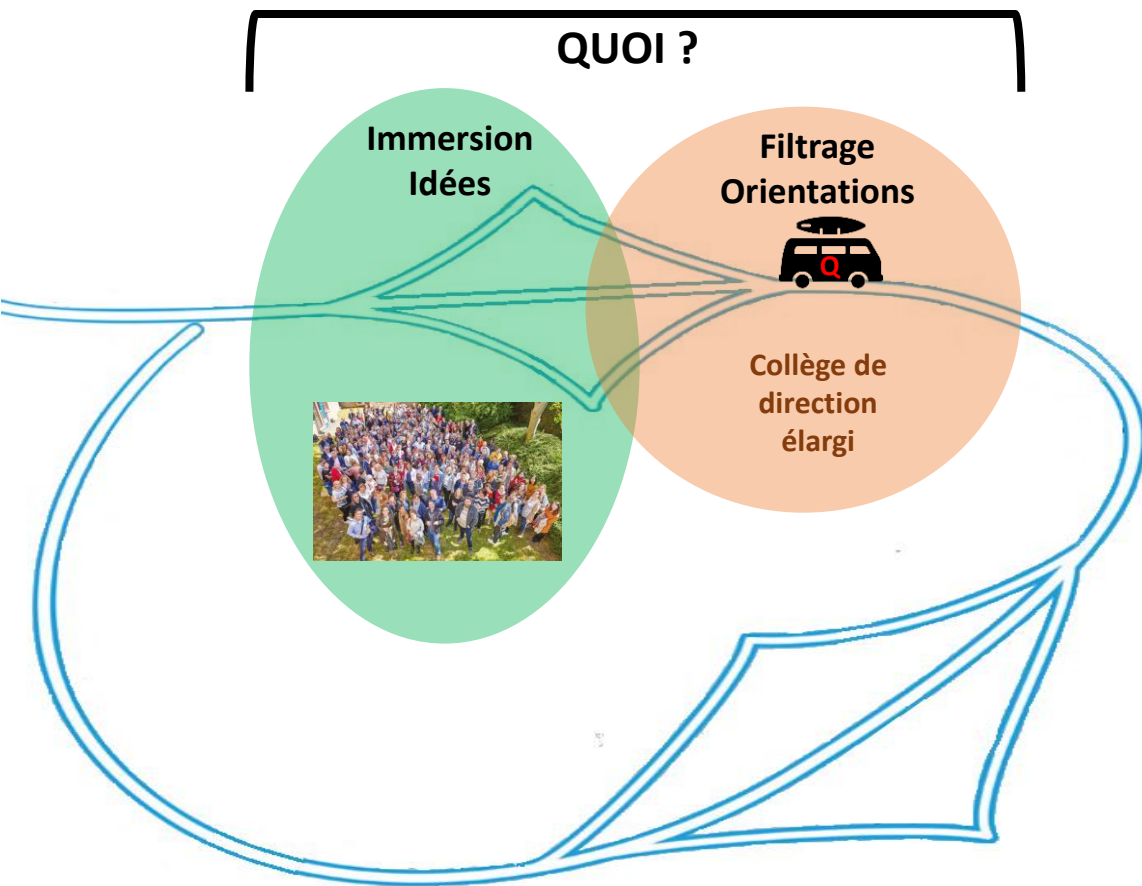 QUOI ?
Immersion
Idées
Filtrage
Orientations
Q
Collège de
direction
élargi